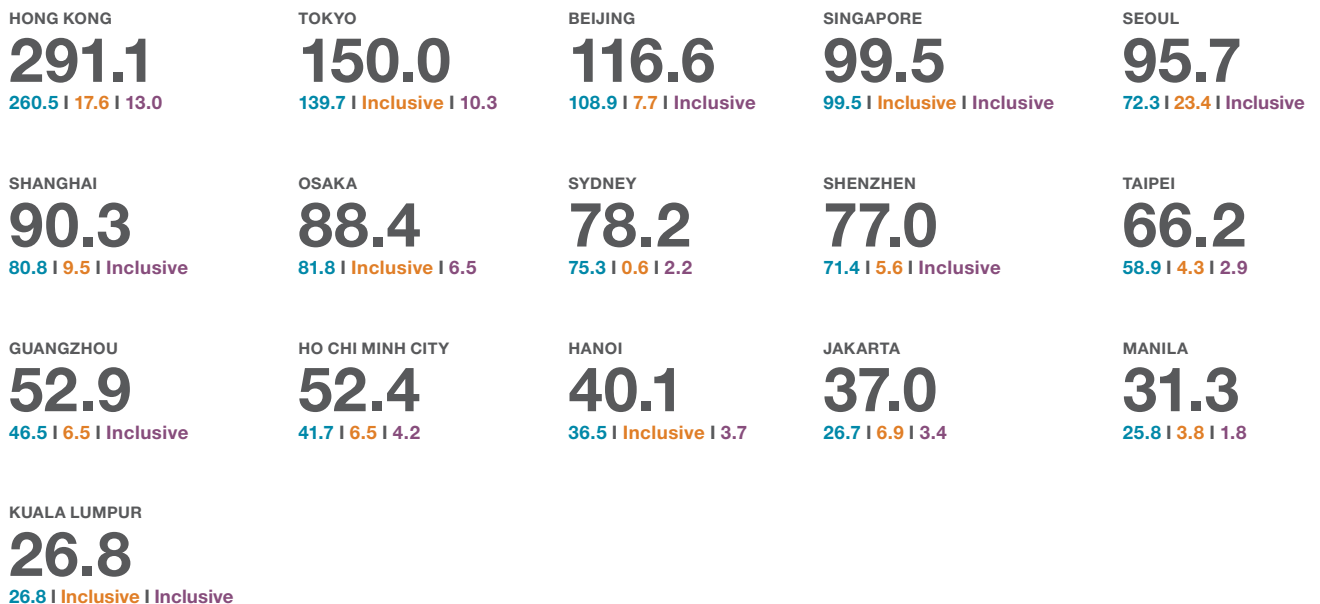 HONG KONG
291.1
260.5 I 17.6 I 13.0
TOKYO
150.0
139.7 I Inclusive I 10.3
BEIJING
116.6
108.9 I 7.7 I Inclusive
SINGAPORE
99.5
99.5 I Inclusive I Inclusive
SEOUL
95.7
72.3 I 23.4 I Inclusive
SHANGHAI
90.3
80.8 I 9.5 I Inclusive
OSAKA
88.4
81.8 I Inclusive I 6.5
SYDNEY
78.2
75.3 I 0.6 I 2.2
SHENZHEN
77.0
71.4 I 5.6 I Inclusive
TAIPEI
66.2
58.9 I 4.3 I 2.9
GUANGZHOU
52.9
46.5 I 6.5 I Inclusive
HO CHI MINH CITY
52.4
41.7 I 6.5 I 4.2
HANOI
40.1
36.5 I Inclusive I 3.7
JAKARTA
37.0
26.7 I 6.9 I 3.4
MANILA
31.3
25.8 I 3.8 I 1.8
KUALA LUMPUR
26.8
26.8 I Inclusive I Inclusive